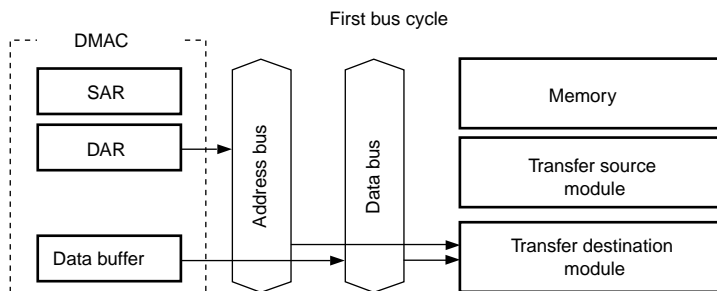 First bus cycle
DMAC
SAR
DAR
Data buffer
Address bus
Data bus
Memory
Transfer source
module
Transfer destination
module